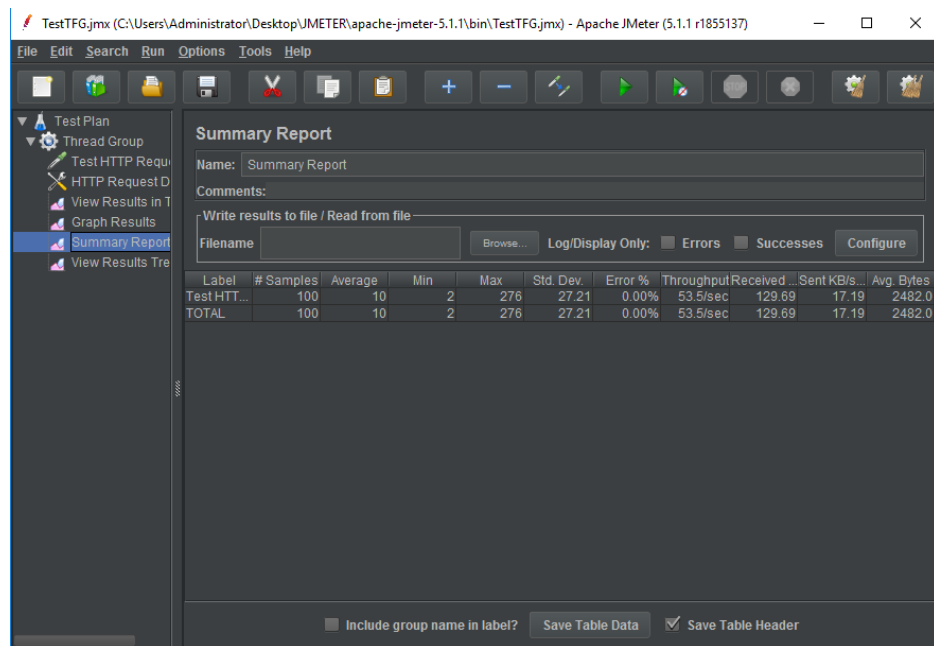 TestTFG.jmx (C:\Users\Administrator\Desktop\JMETER\apache-jmeter-5.1.1\bin\TestTFG.jmx) - Apache JMeter (5.1.1 r1855137)
File Edit Search Run Options Tools Help
STOP
Test Plan
Thread Group
Test HTTP Requ
HTTP Request D
View Results in T
Graph Results
Summary Report
View Results Tre
Summary Report
Name: Summary Report
Comments:
Write results to file / Read from file
Filename Browse... Log/Display Only: Errors Successes Configure
Label # Samples Average Min Max Std. Dev. Error % Throughput Received ... Sent KB/s... Avg. Bytes
Test HTT... 100 10 2 276 27.21 0.00% 53.5/sec 129.69 17.19 2482.0
TOTAL 100 10 2 276 27.21 0.00% 53.5/sec 129.69 17.19 2482.0
Include group name in label? Save Table Data Save Table Header